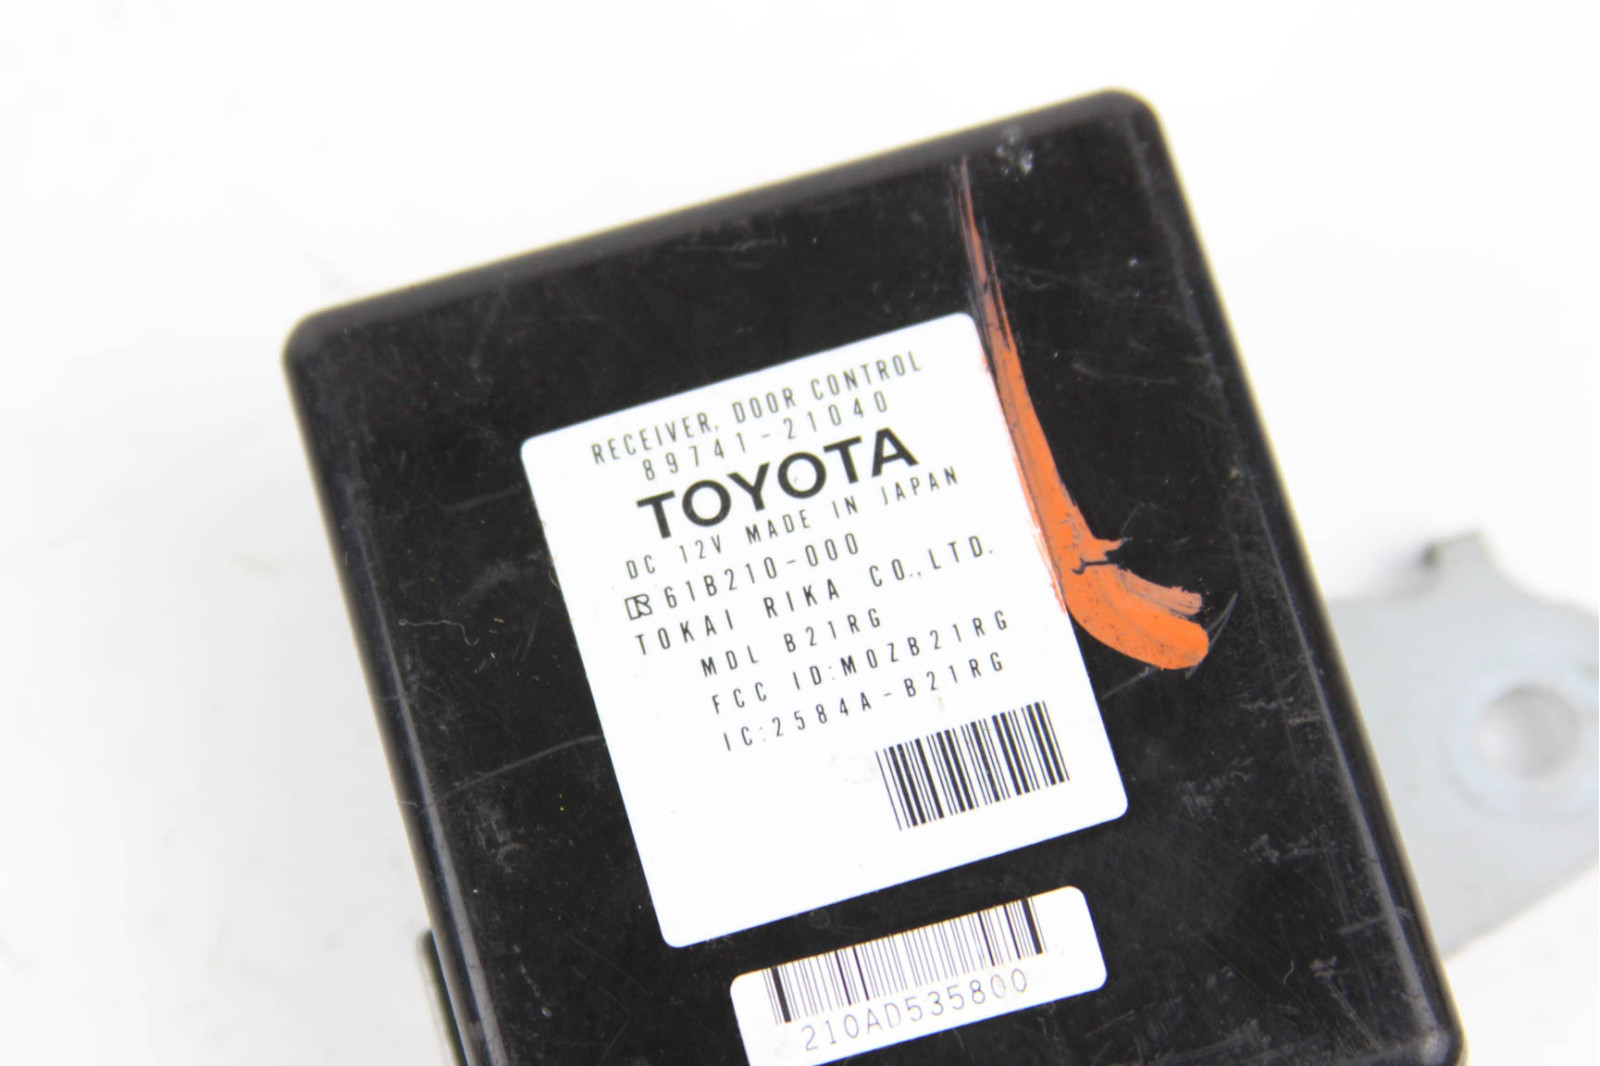 RECEIVER, DOOR CONTROL
89741-21040
TOYOTA
DC 12V MADE IN JAPAN
R 61B210-000
TOKAI RIKA CO.,LTD.
MDL B21RG
FCC ID:MOZB21RG
IC:2584A-B21RG
210AD535800